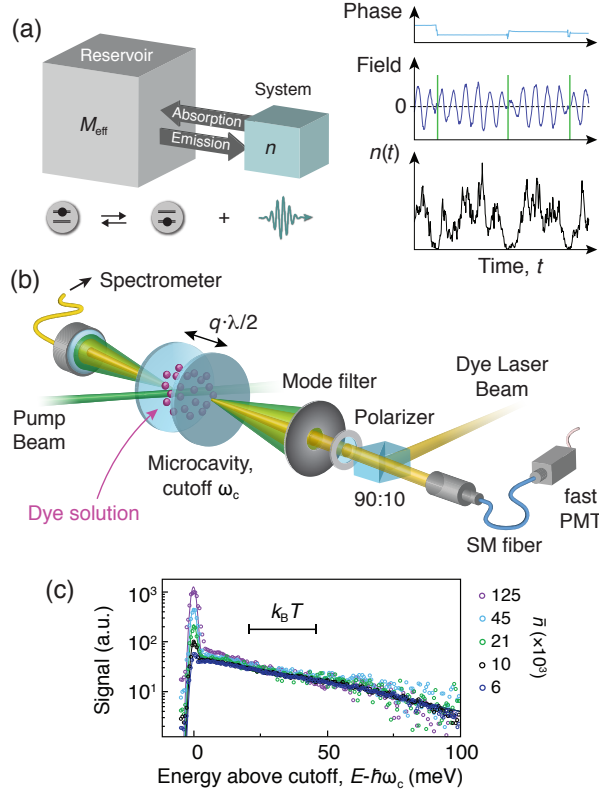 (a)
Reservoir
M_eff
System
Absorption
Emission
n
+
Phase
Field
0
n(t)
Time, t
(b)
Spectrometer
q·λ/2
Mode filter
Dye Laser
Beam
Polarizer
Pump
Beam
Microcavity,
cutoff ω_c
Dye solution
90:10
SM fiber
fast
PMT
(c)
Signal (a.u.)
10³
10²
10¹
k_BT
0
50
100
Energy above cutoff, E-ħω_c (meV)
125
45
21
10
6
n̄ (×10³)